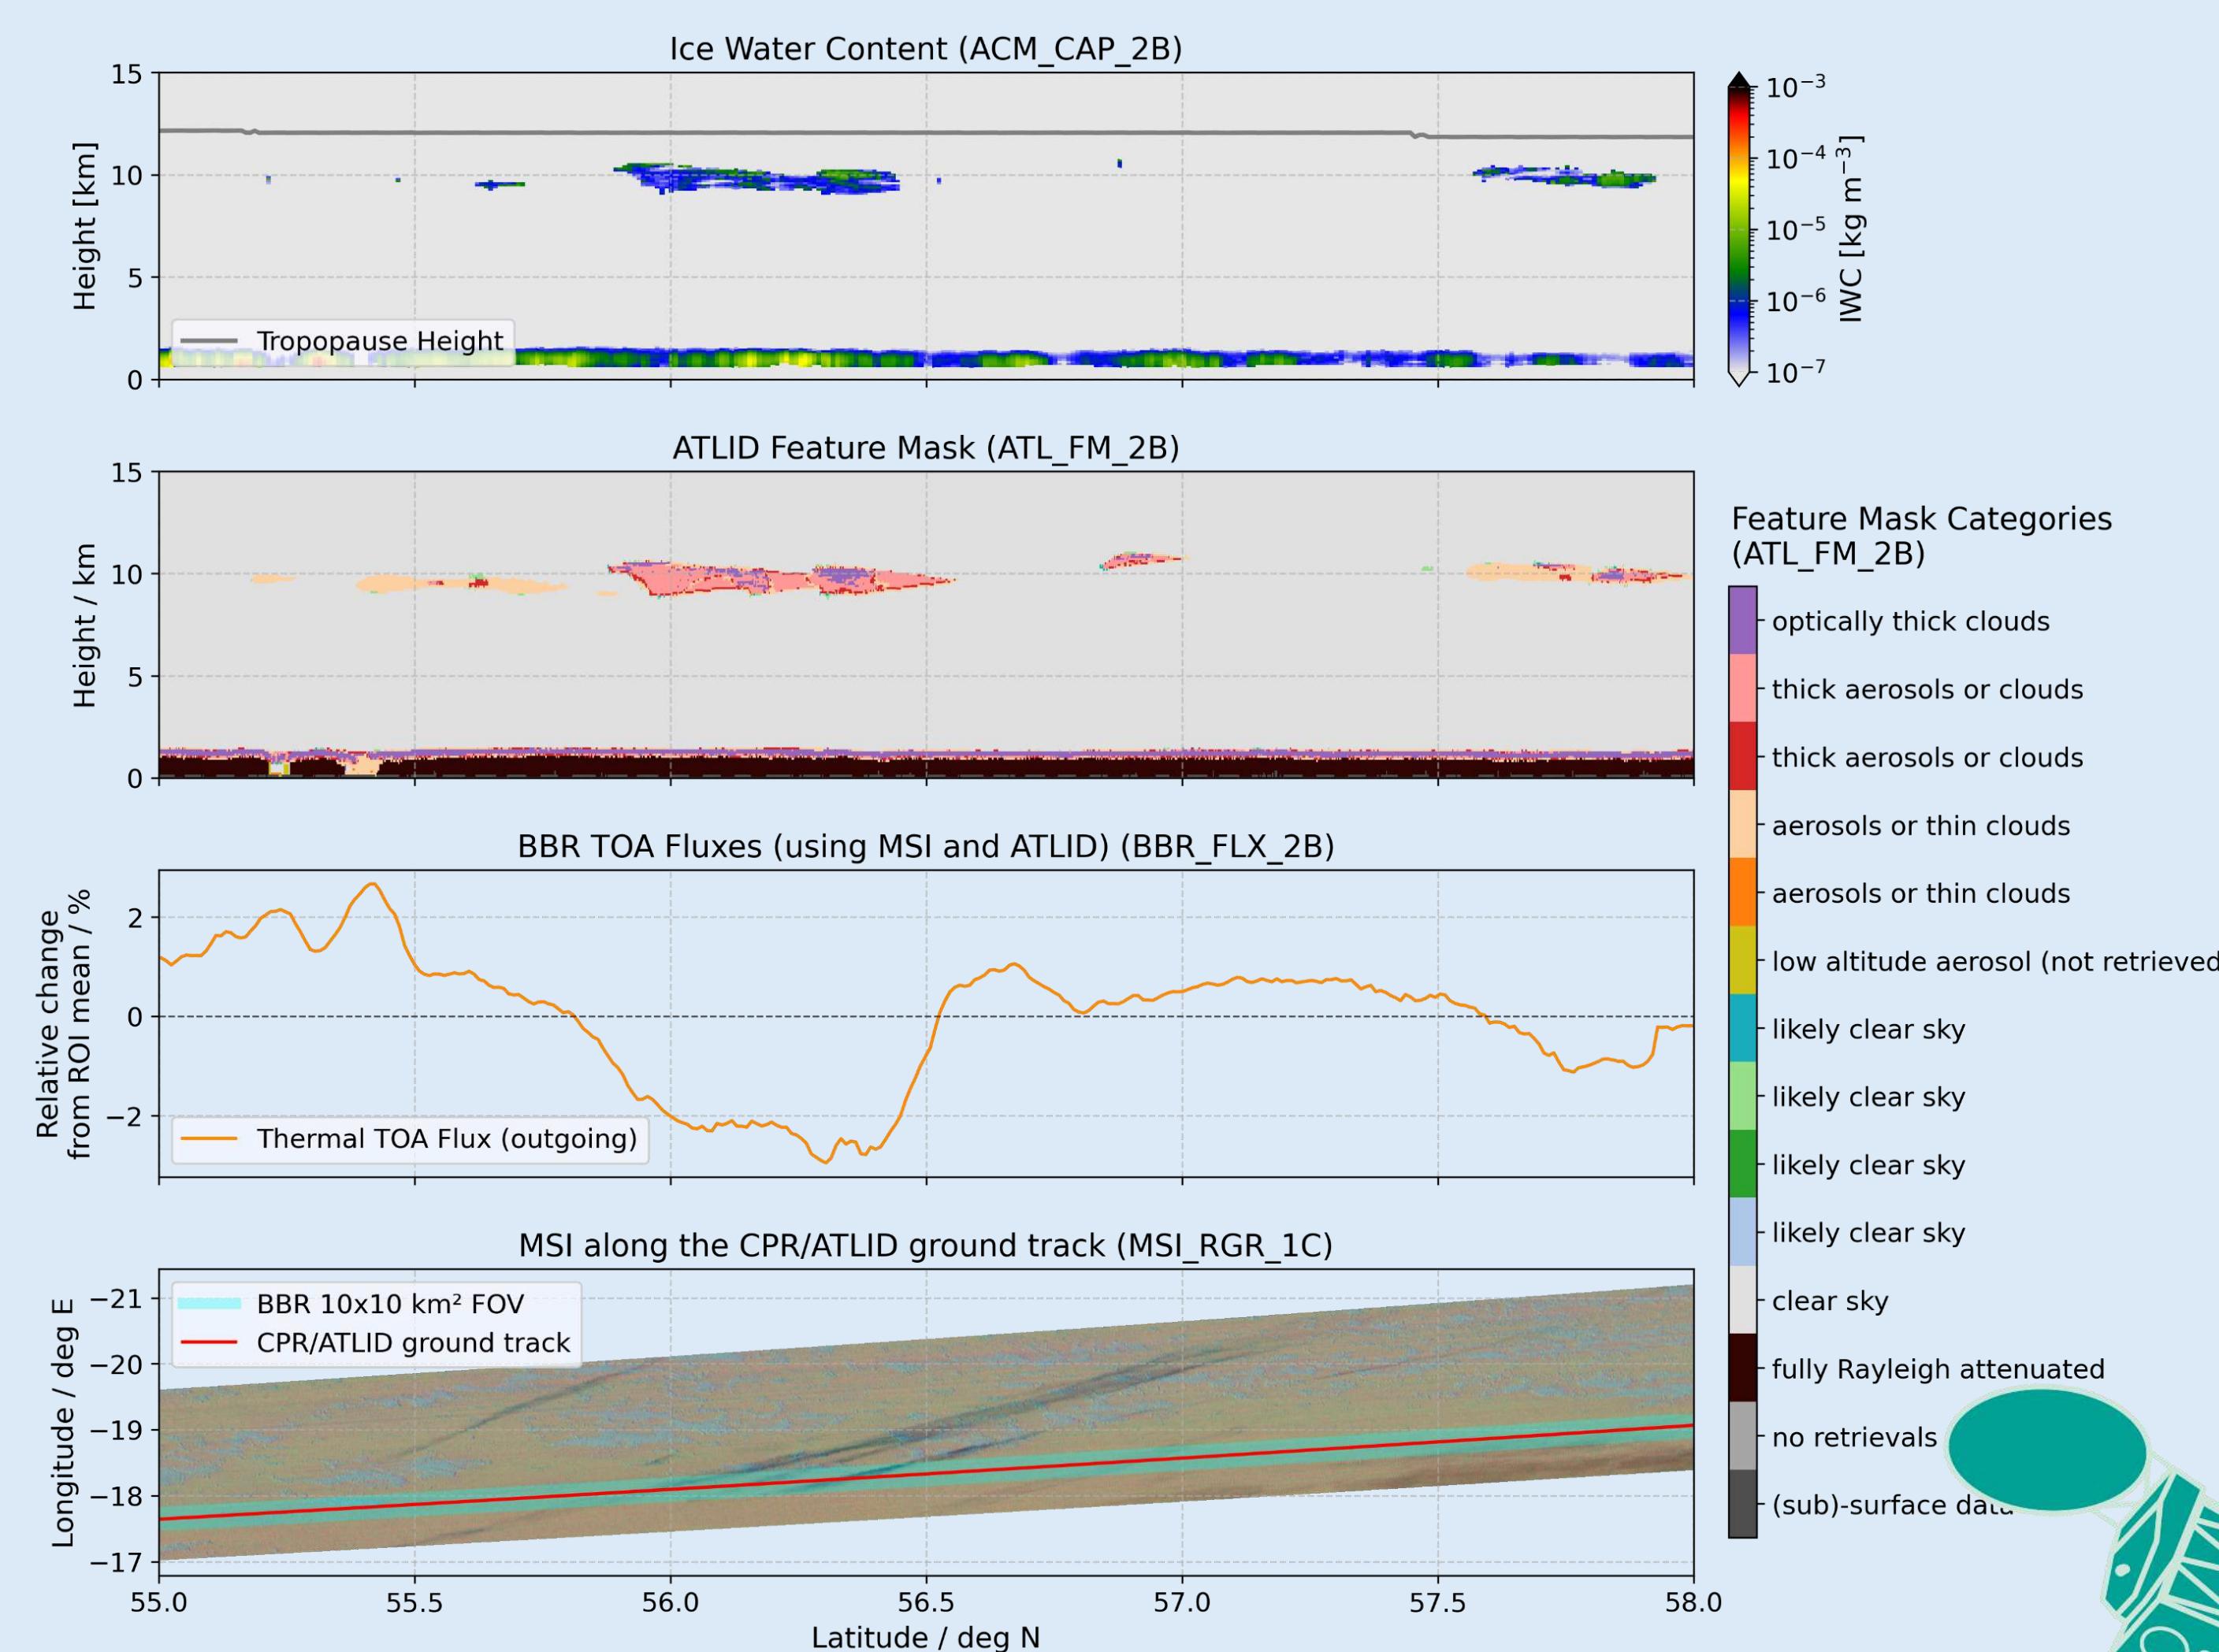 Ice Water Content (ACM_CAP_2B)
15
10
5
0
Height [km]
Tropopause Height
10⁻³
10⁻⁴
10⁻⁵
10⁻⁶
10⁻⁷
IWC [kg m⁻³]
ATLID Feature Mask (ATL_FM_2B)
15
10
5
0
Height / km
Feature Mask Categories
(ATL_FM_2B)
optically thick clouds
thick aerosols or clouds
thick aerosols or clouds
aerosols or thin clouds
aerosols or thin clouds
low altitude aerosol (not retrieved
likely clear sky
likely clear sky
likely clear sky
likely clear sky
clear sky
fully Rayleigh attenuated
no retrievals
(sub)-surface data
BBR TOA Fluxes (using MSI and ATLID) (BBR_FLX_2B)
2
0
−2
Relative change
from ROI mean / %
Thermal TOA Flux (outgoing)
MSI along the CPR/ATLID ground track (MSI_RGR_1C)
BBR 10x10 km² FOV
CPR/ATLID ground track
−21
−20
−19
−18
−17
Longitude / deg E
55.0 55.5 56.0 56.5 57.0 57.5 58.0
Latitude / deg N